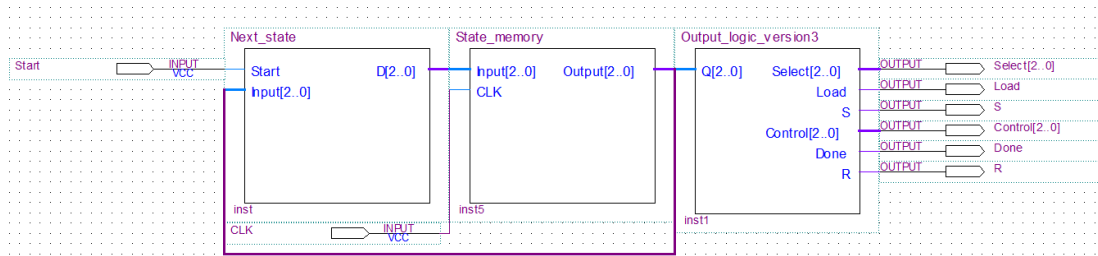 Next_state
State_memory
Output_logic_version3
Start
INPUT
VCC
Start
D[2..0]
Input[2..0]
Input[2..0]
Output[2..0]
CLK
Q[2..0]
Select[2..0]
Load
S
Control[2..0]
Done
R
OUTPUT
Select[2..0]
OUTPUT
Load
OUTPUT
S
OUTPUT
Control[2..0]
OUTPUT
Done
OUTPUT
R
inst
inst5
inst1
CLK
INPUT
VCC